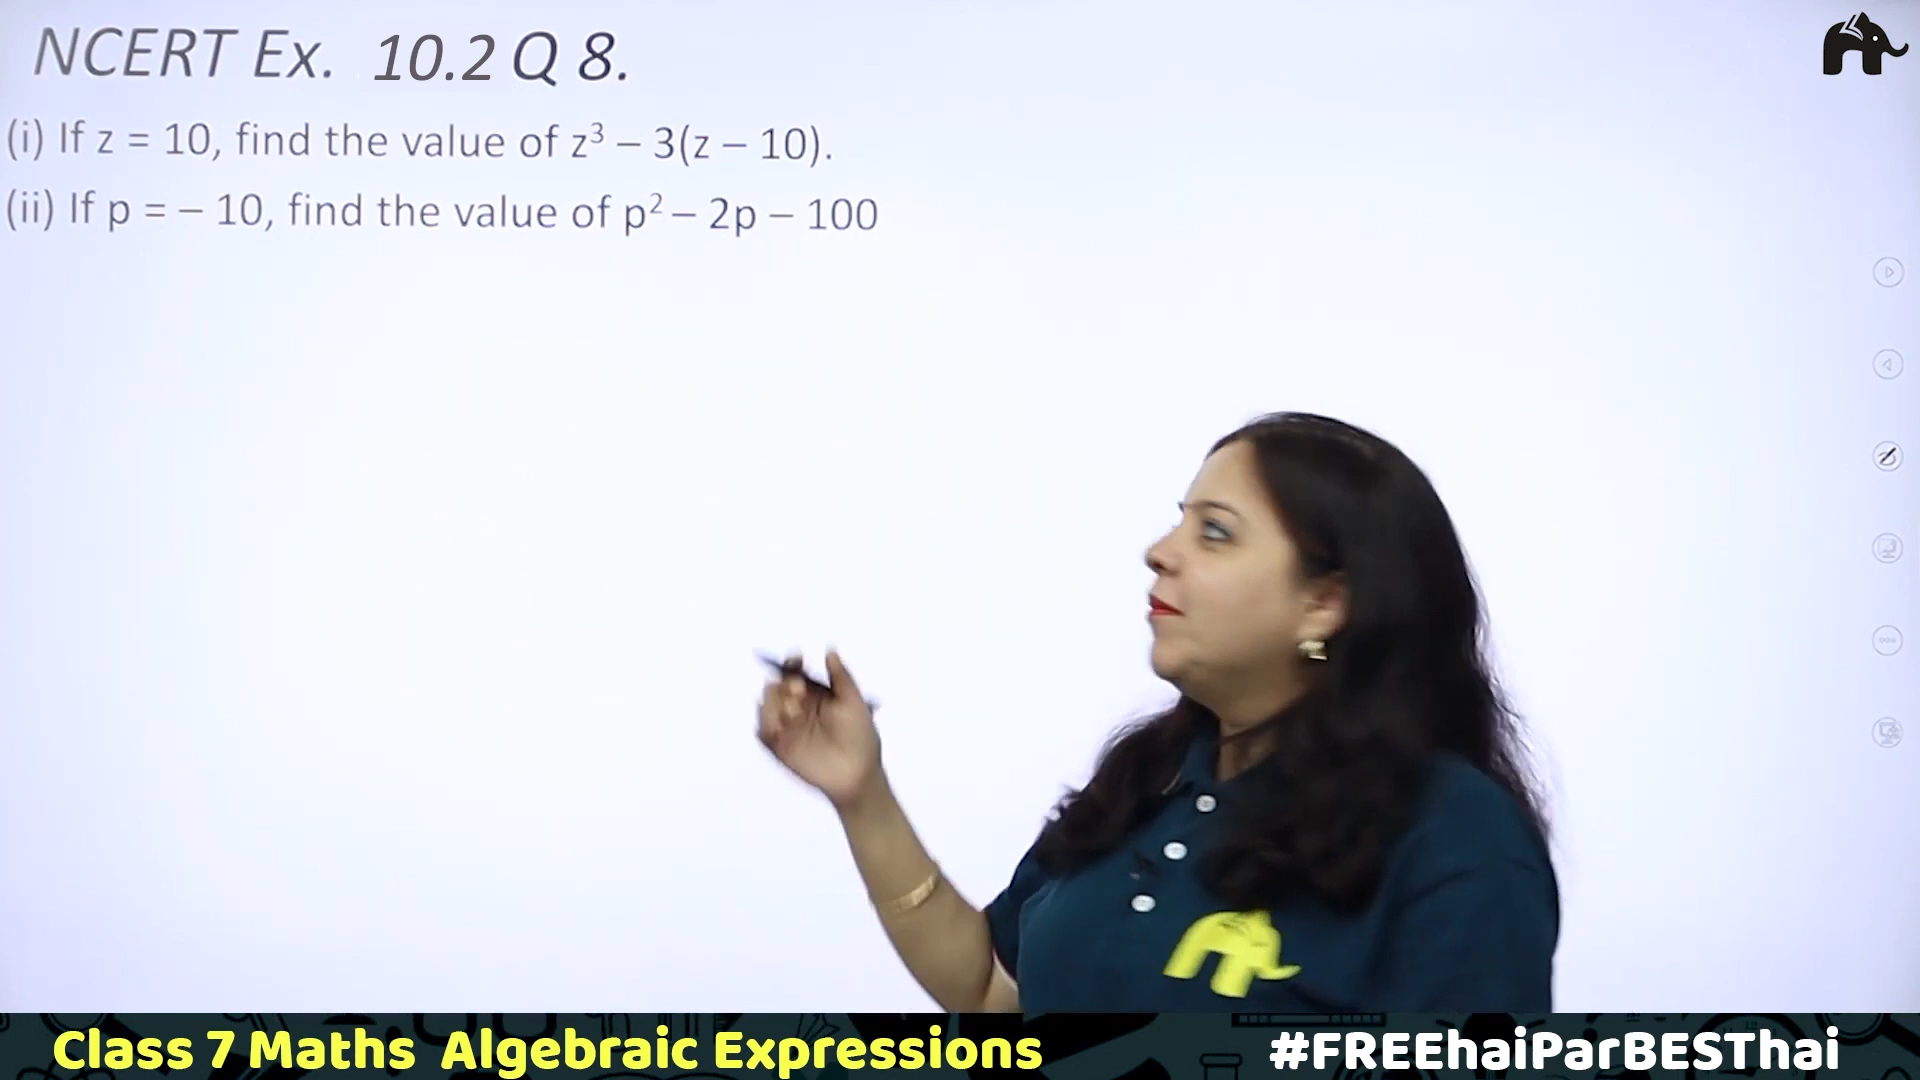 NCERT Ex. 10.2 Q 8.
(i) If z = 10, find the value of z³ – 3(z – 10).
(ii) If p = – 10, find the value of p² – 2p – 100
Class 7 Maths Algebraic Expressions
#FREEhaiParBESThai